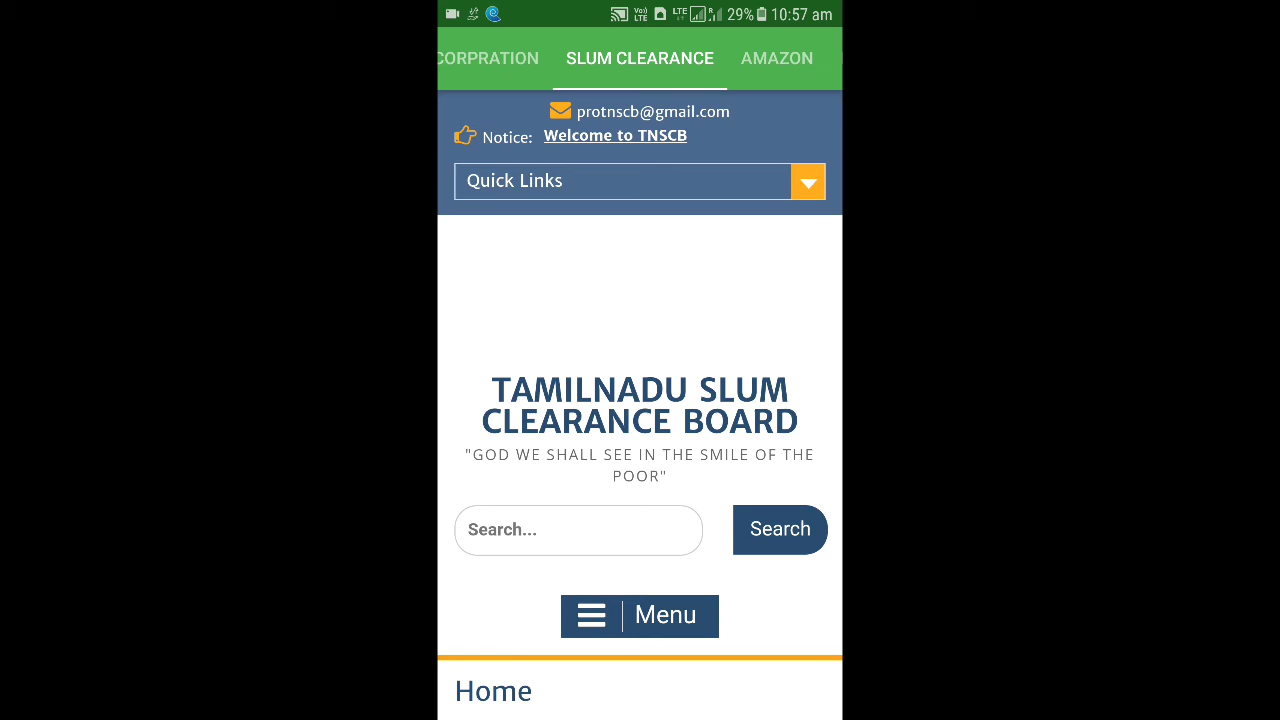 29% 10:57 am
CORPRATION SLUM CLEARANCE AMAZON
protnscb@gmail.com
Notice: Welcome to TNSCB
Quick Links
TAMILNADU SLUM
CLEARANCE BOARD
"GOD WE SHALL SEE IN THE SMILE OF THE
POOR"
Search... Search
Menu
Home